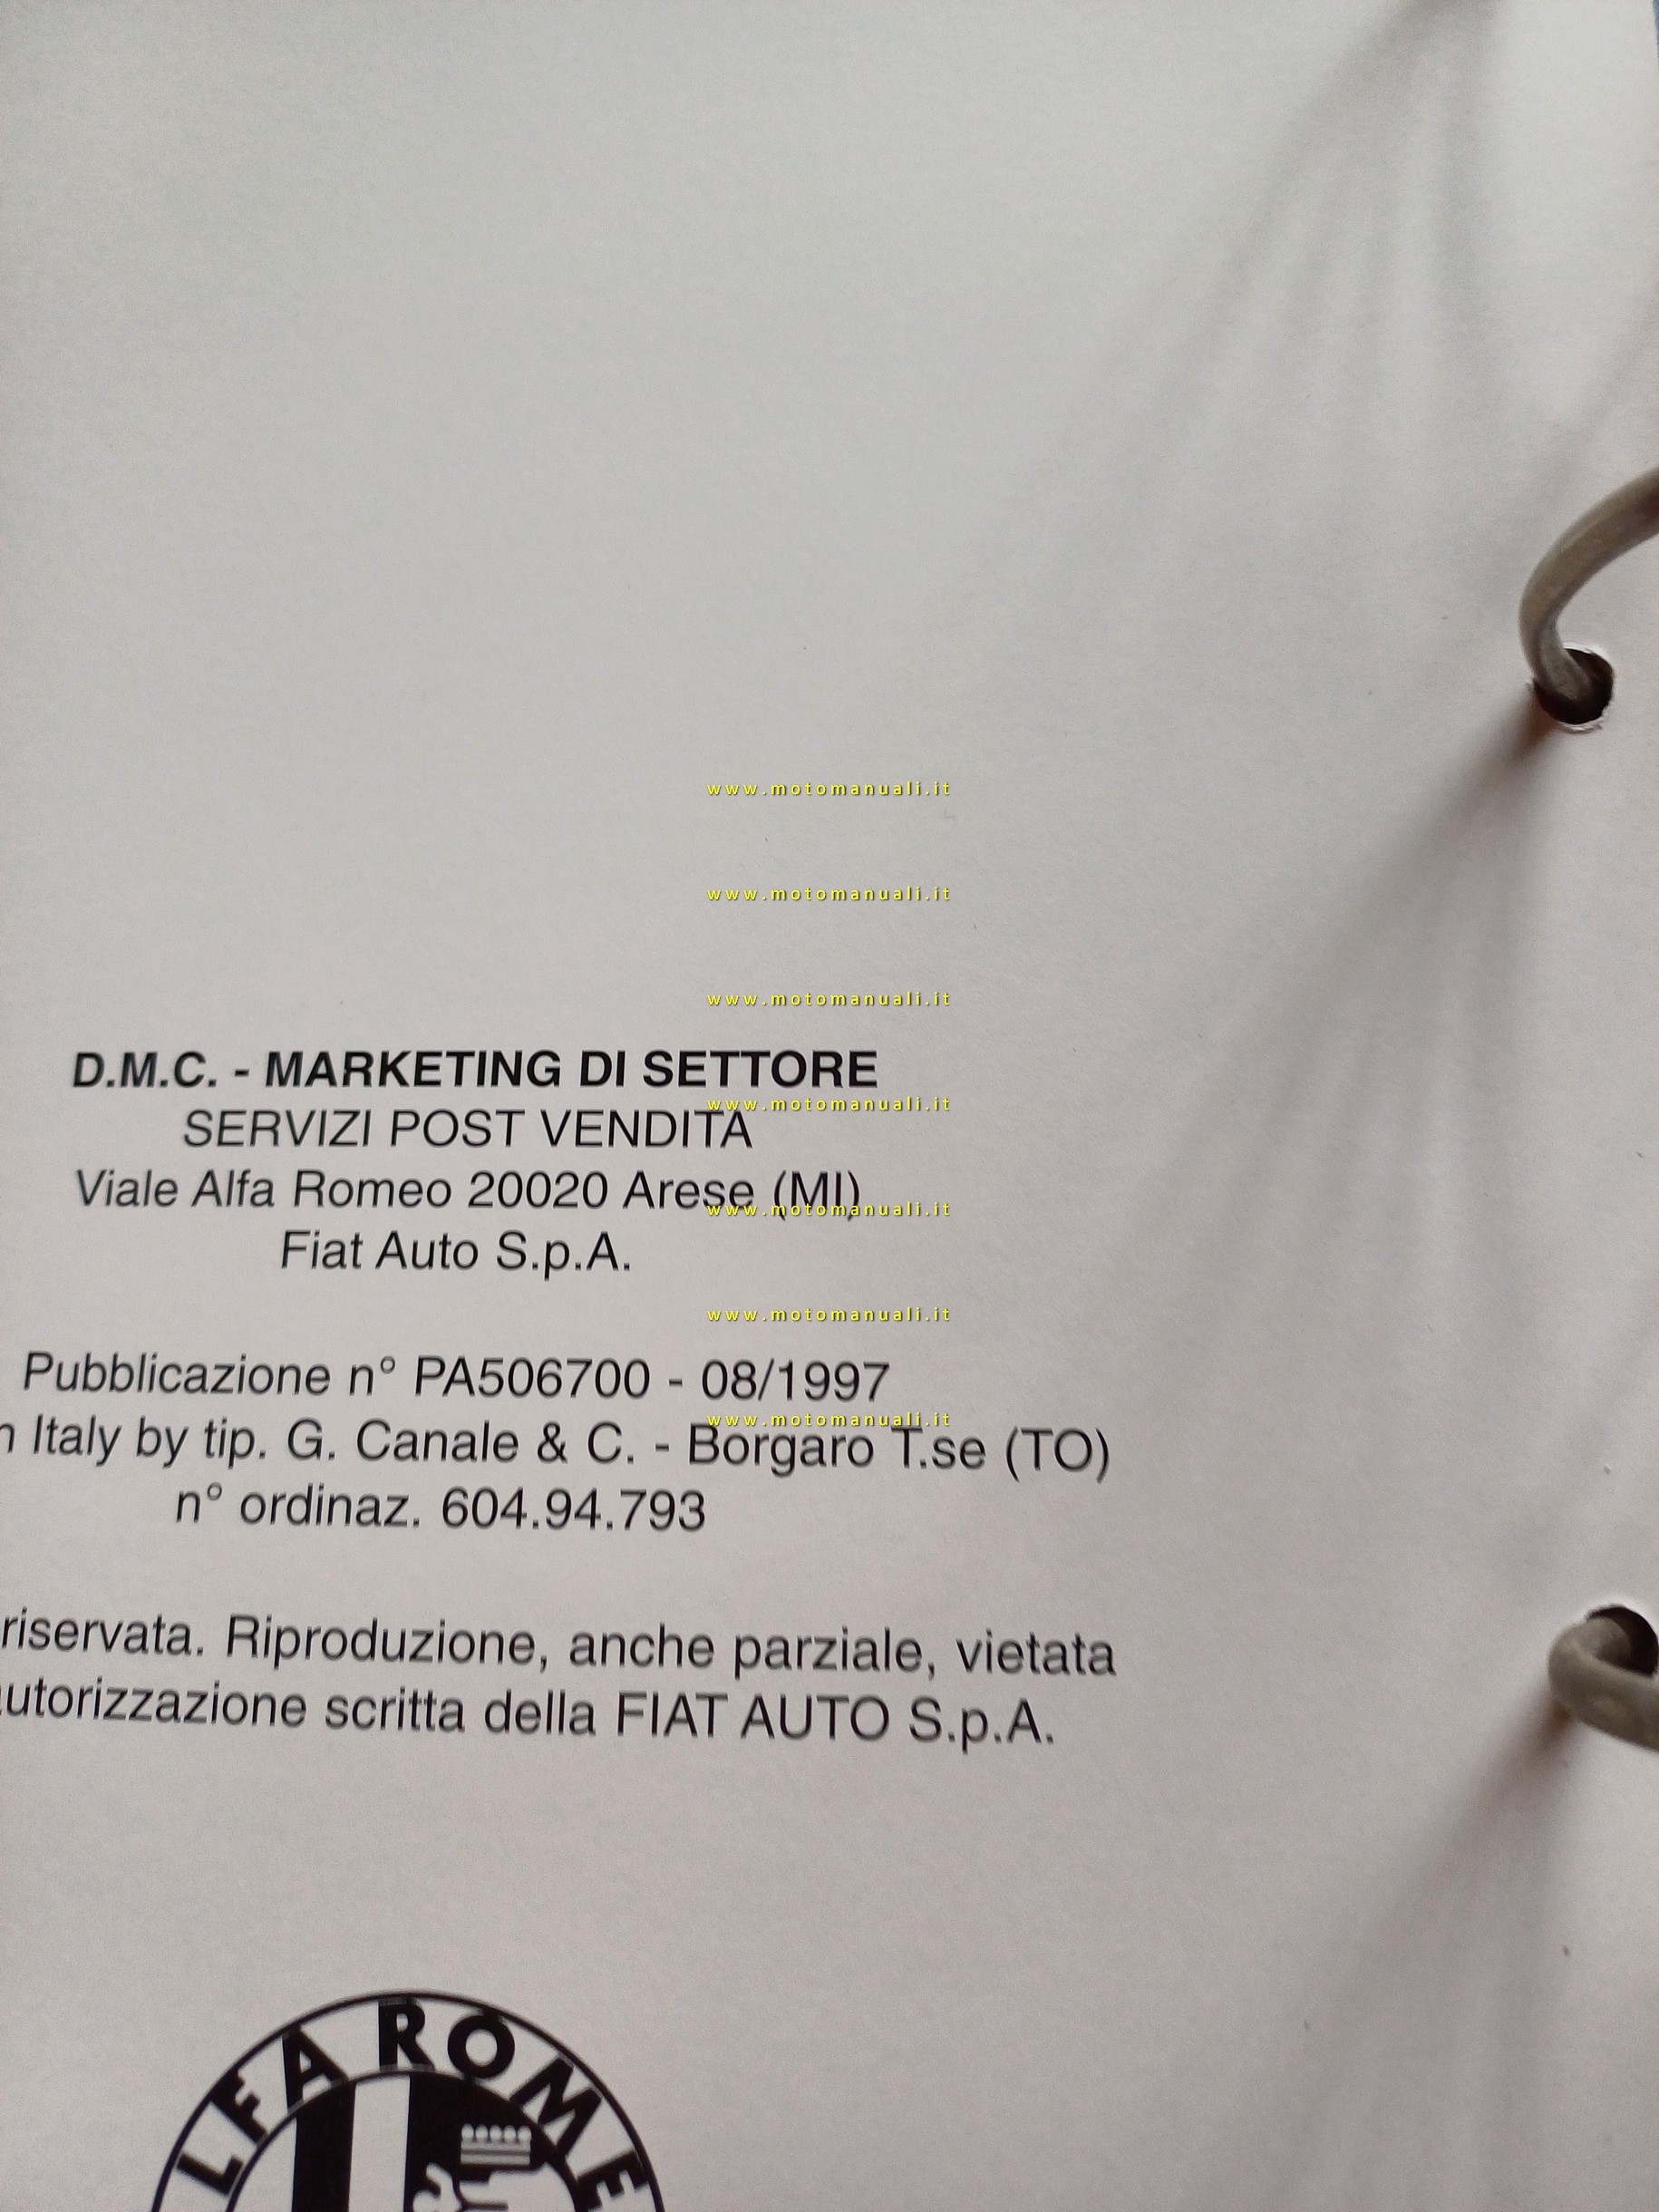 www.motomanuali.it
www.motomanuali.it
www.motomanuali.it
D.M.C. - MARKETING DI SETTORE
www.motomanuali.it
SERVIZI POST VENDITA
Viale Alfa Romeo 20020 Arese (MI)
www.motomanuali.it
Fiat Auto S.p.A.
www.motomanuali.it
Pubblicazione n° PA506700 - 08/1997
www.motomanuali.it
n Italy by tip. G. Canale & C. - Borgaro T.se (TO)
n° ordinaz. 604.94.793
riservata. Riproduzione, anche parziale, vietata
utorizzazione scritta della FIAT AUTO S.p.A.
LFA ROME